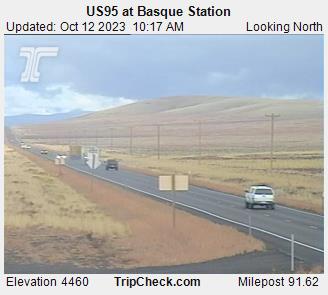 US95 at Basque Station
Updated: Oct 12 2023 10:17 AM Looking North
Elevation 4460 TripCheck.com Milepost 91.62